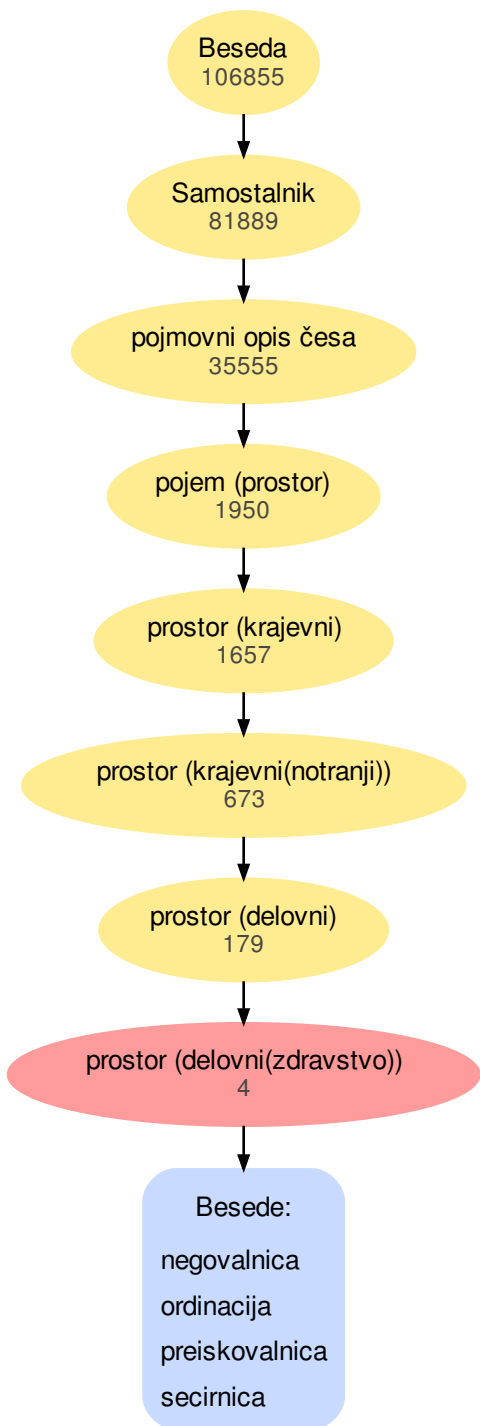 Beseda
106855
Samostalnik
81889
pojmovni opis česa
35555
pojem (prostor)
1950
prostor (krajevni)
1657
prostor (krajevni(notranji))
673
prostor (delovni)
179
prostor (delovni(zdravstvo))
4
Besede:
negovalnica
ordinacija
preiskovalnica
secirnica